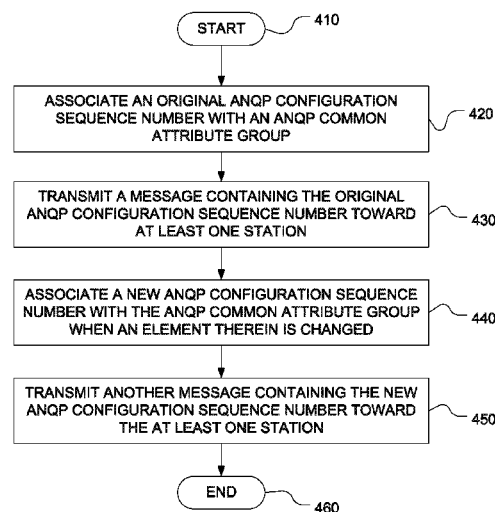 START
410
ASSOCIATE AN ORIGINAL ANQP CONFIGURATION
SEQUENCE NUMBER WITH AN ANQP COMMON
ATTRIBUTE GROUP
420
TRANSMIT A MESSAGE CONTAINING THE ORIGINAL
ANQP CONFIGURATION SEQUENCE NUMBER TOWARD
AT LEAST ONE STATION
430
ASSOCIATE A NEW ANQP CONFIGURATION SEQUENCE
NUMBER WITH THE ANQP COMMON ATTRIBUTE GROUP
WHEN AN ELEMENT THEREIN IS CHANGED
440
TRANSMIT ANOTHER MESSAGE CONTAINING THE NEW
ANQP CONFIGURATION SEQUENCE NUMBER TOWARD
THE AT LEAST ONE STATION
450
END
460